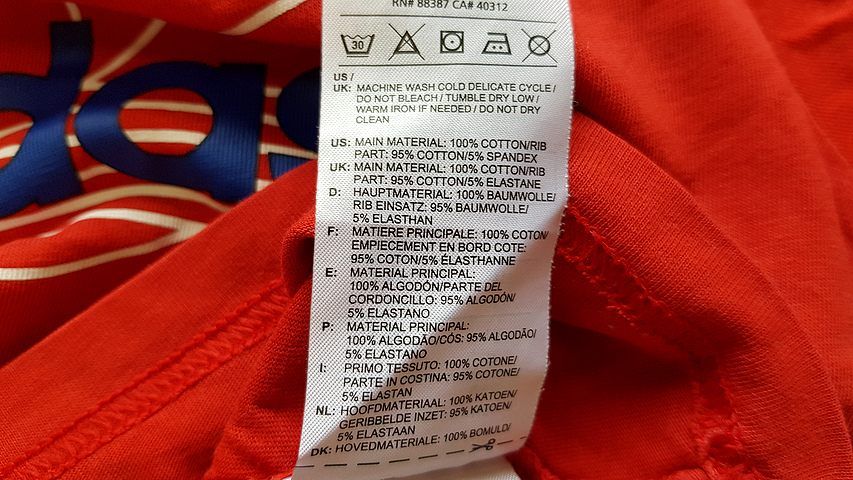 RN# 88387 CA# 40312
30
US /
UK: MACHINE WASH COLD DELICATE CYCLE /
DO NOT BLEACH / TUMBLE DRY LOW /
WARM IRON IF NEEDED / DO NOT DRY
CLEAN
US: MAIN MATERIAL: 100% COTTON/RIB
PART: 95% COTTON/5% SPANDEX
UK: MAIN MATERIAL: 100% COTTON/RIB
PART: 95% COTTON/5% ELASTANE
D: HAUPTMATERIAL: 100% BAUMWOLLE/
RIB EINSATZ: 95% BAUMWOLLE/
5% ELASTHAN
F: MATIERE PRINCIPALE: 100% COTON/
EMPIECEMENT EN BORD COTE:
95% COTON/5% ÉLASTHANNE
E: MATERIAL PRINCIPAL:
100% ALGODÓN/PARTE DEL
CORDONCILLO: 95% ALGODÓN/
5% ELASTANO
P: MATERIAL PRINCIPAL:
100% ALGODÃO/CÓS: 95% ALGODÃO/
5% ELASTANO
I: PRIMO TESSUTO: 100% COTONE/
PARTE IN COSTINA: 95% COTONE/
5% ELASTAN
NL: HOOFDMATERIAAL: 100% KATOEN/
GERIBBELDE INZET: 95% KATOEN/
5% ELASTAAN
DK: HOVEDMATERIALE: 100% BOMULD/
das